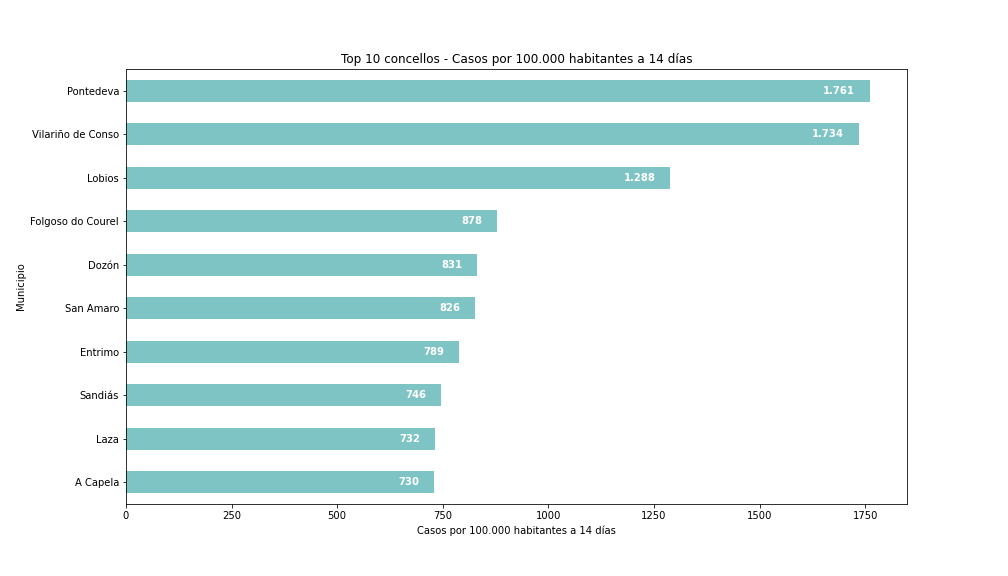 Top 10 concellos - Casos por 100.000 habitantes a 14 días
Municipio
Pontedeva 1.761
Vilariño de Conso 1.734
Lobios 1.288
Folgoso do Courel 878
Dozón 831
San Amaro 826
Entrimo 789
Sandiás 746
Laza 732
A Capela 730
0 250 500 750 1000 1250 1500 1750
Casos por 100.000 habitantes a 14 días